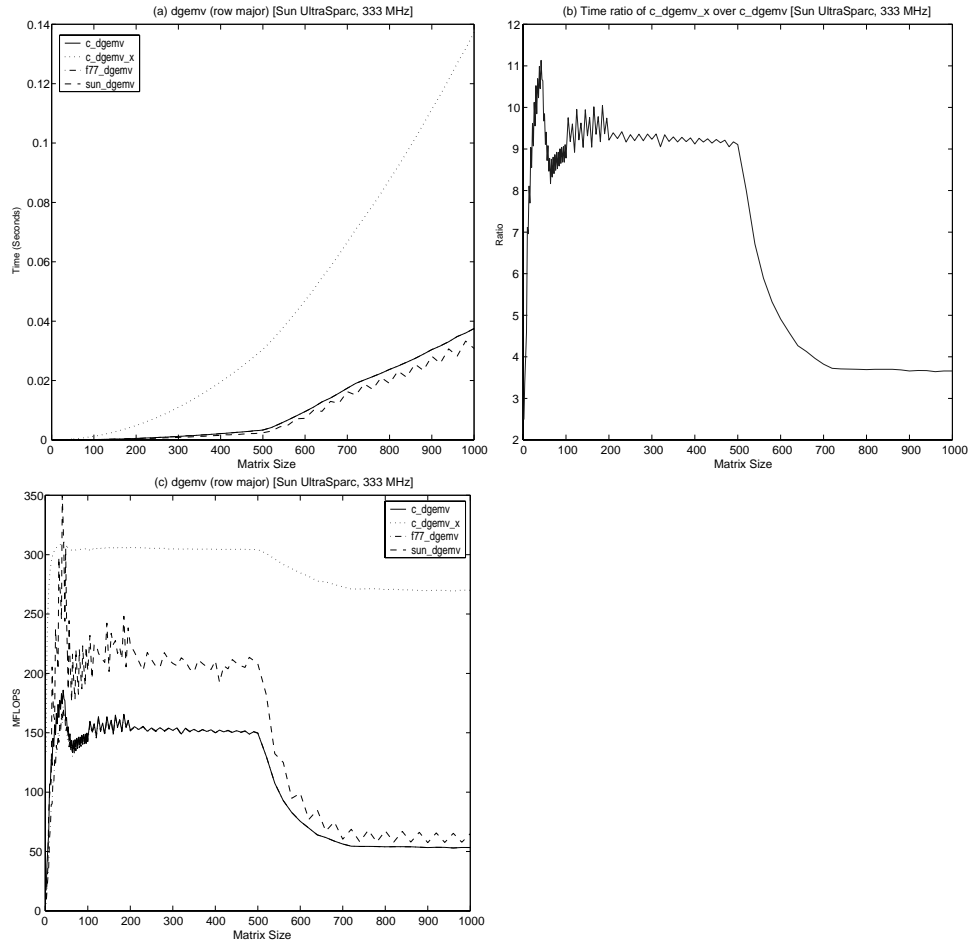 (a) dgemv (row major) [Sun UltraSparc, 333 MHz]
0.14
0.12
0.1
0.08
0.06
0.04
0.02
0
Time (Seconds)
c_dgemv
c_dgemv_x
f77_dgemv
sun_dgemv
0 100 200 300 400 500 600 700 800 900 1000
Matrix Size
(b) Time ratio of c_dgemv_x over c_dgemv [Sun UltraSparc, 333 MHz]
12
11
10
9
8
7
6
5
4
3
2
Ratio
0 100 200 300 400 500 600 700 800 900 1000
Matrix Size
(c) dgemv (row major) [Sun UltraSparc, 333 MHz]
350
300
250
200
150
100
50
0
MFLOPS
c_dgemv
c_dgemv_x
f77_dgemv
sun_dgemv
0 100 200 300 400 500 600 700 800 900 1000
Matrix Size